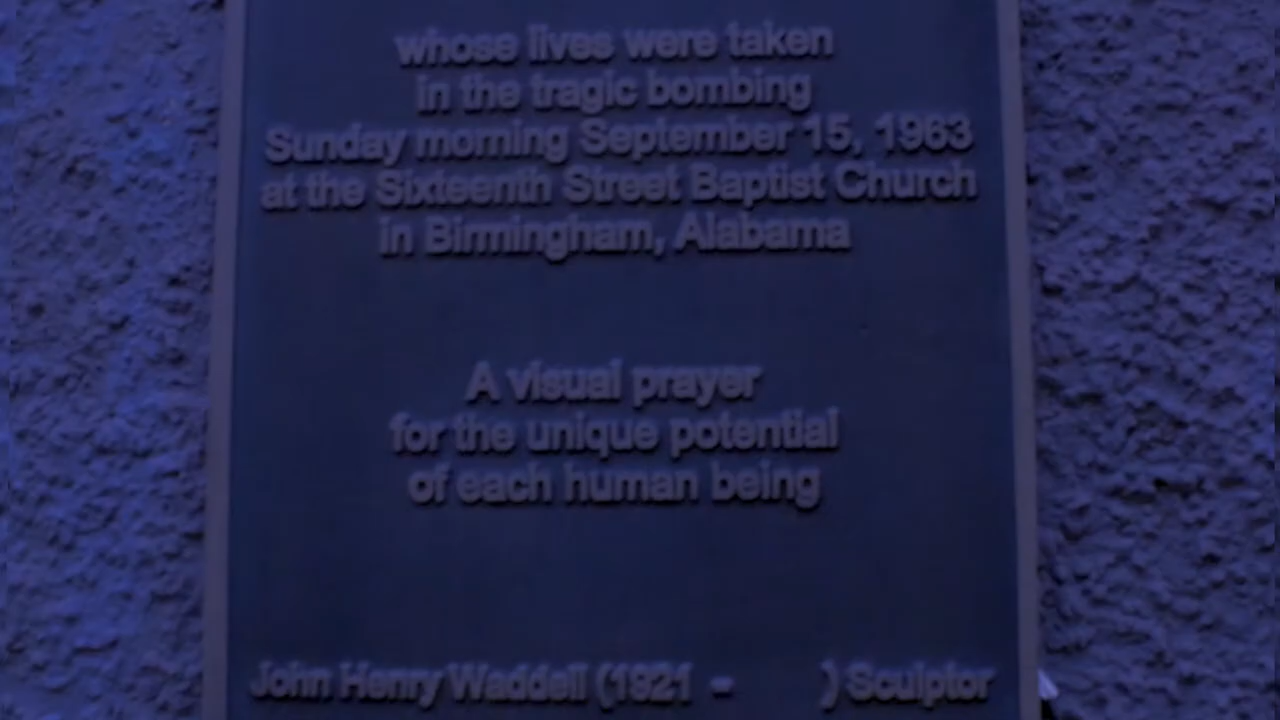 whose lives were taken
in the tragic bombing
Sunday morning September 15, 1963
at the Sixteenth Street Baptist Church
in Birmingham, Alabama
A visual prayer
for the unique potential
of each human being
John Henry Waddell (1921 - ) Sculptor